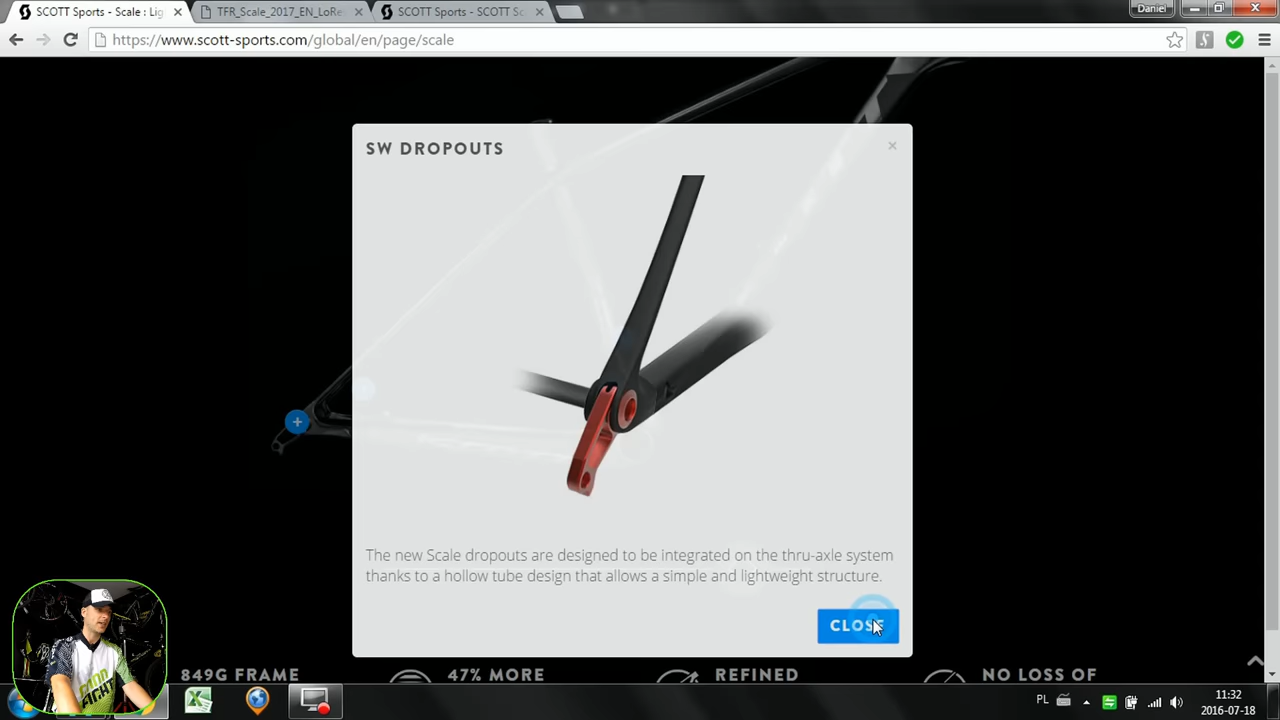 SCOTT Sports - Scale : Lig
TFR_Scale_2017_EN_LoRe
SCOTT Sports - SCOTT Sc
Daniel
https://www.scott-sports.com/global/en/page/scale
SW DROPOUTS
The new Scale dropouts are designed to be integrated on the thru-axle system
thanks to a hollow tube design that allows a simple and lightweight structure.
CLOSE
849G FRAME
47% MORE
REFINED
NO LOSS OF
PL
11:32
2016-07-18